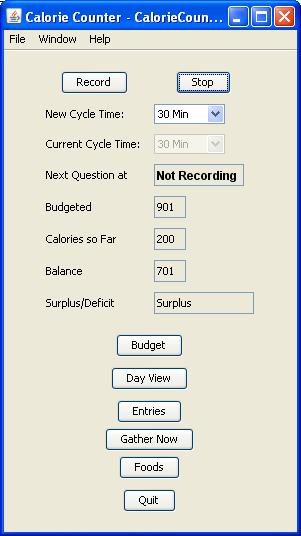 Calorie Counter - CalorieCoun...
File Window Help
Record Stop
New Cycle Time: 30 Min
Current Cycle Time: 30 Min
Next Question at Not Recording
Budgeted 901
Calories so Far 200
Balance 701
Surplus/Deficit Surplus
Budget
Day View
Entries
Gather Now
Foods
Quit